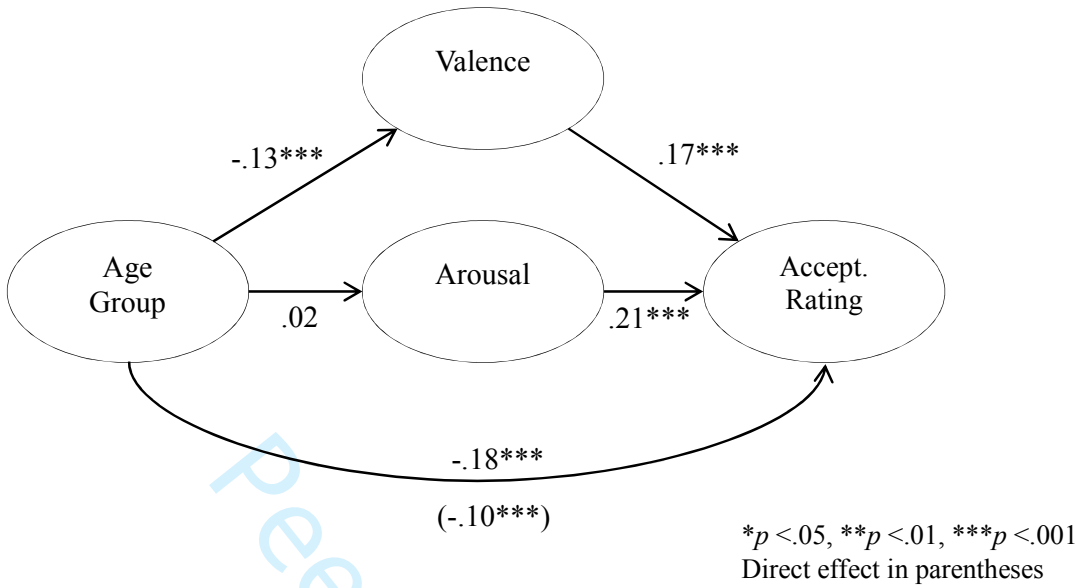 Valence
-.13***
.17***
Age
Group
.02
Arousal
.21***
Accept.
Rating
-.18***
(-.10***)
*p <.05, **p <.01, ***p <.001
Direct effect in parentheses
Pee